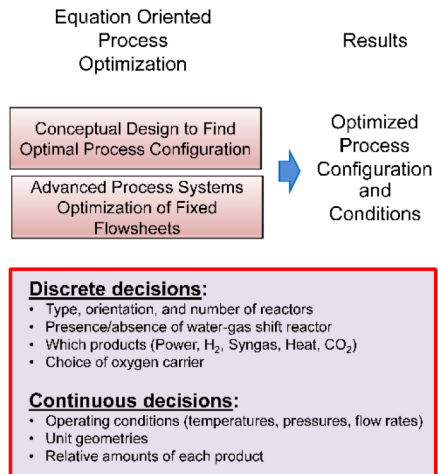 Equation Oriented
Process
Optimization
Results
Conceptual Design to Find
Optimal Process Configuration
Advanced Process Systems
Optimization of Fixed
Flowsheets
Optimized
Process
Configuration
and
Conditions
Discrete decisions:
• Type, orientation, and number of reactors
• Presence/absence of water-gas shift reactor
• Which products (Power, H₂, Syngas, Heat, CO₂)
• Choice of oxygen carrier
Continuous decisions:
• Operating conditions (temperatures, pressures, flow rates)
• Unit geometries
• Relative amounts of each product